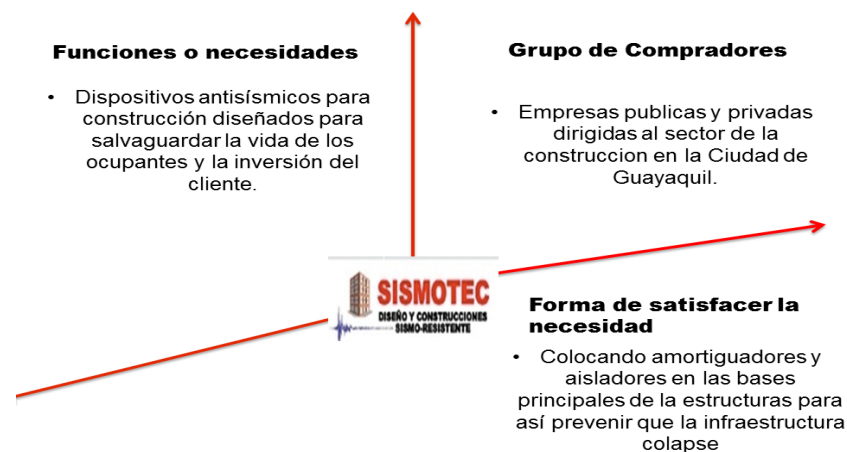 Funciones o necesidades
• Dispositivos antisísmicos para
construcción diseñados para
salvaguardar la vida de los
ocupantes y la inversión del
cliente.
Grupo de Compradores
• Empresas publicas y privadas
dirigidas al sector de la
construccion en la Ciudad de
Guayaquil.
SISMOTEC
DISEÑO Y CONSTRUCCIONES
SISMO-RESISTENTE
Forma de satisfacer la
necesidad
• Colocando amortiguadores y
aisladores en las bases
principales de la estructuras para
así prevenir que la infraestructura
colapse